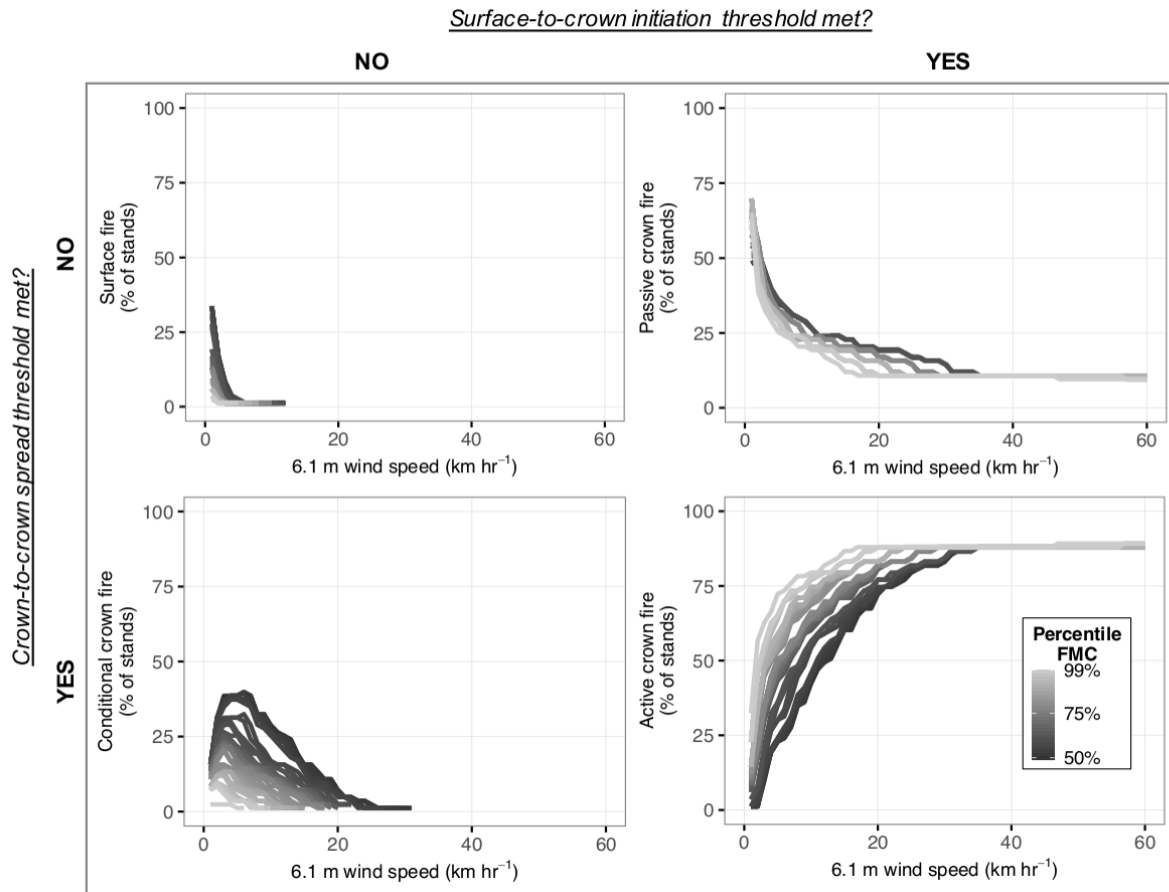 Surface-to-crown initiation threshold met?
NO
YES
Crown-to-crown spread threshold met?
NO
Surface fire
(% of stands)
100
75
50
25
0
0 20 40 60
6.1 m wind speed (km hr⁻¹)
Passive crown fire
(% of stands)
100
75
50
25
0
0 20 40 60
6.1 m wind speed (km hr⁻¹)
YES
Conditional crown fire
(% of stands)
100
75
50
25
0
0 20 40 60
6.1 m wind speed (km hr⁻¹)
Active crown fire
(% of stands)
100
75
50
25
0
Percentile
FMC
99%
75%
50%
0 20 40 60
6.1 m wind speed (km hr⁻¹)